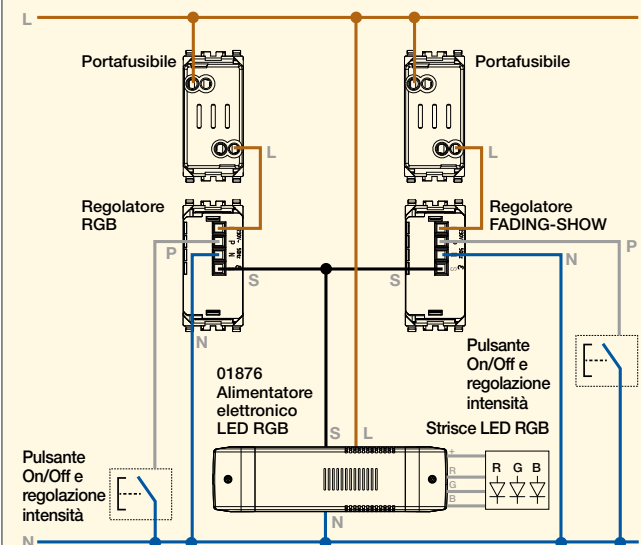 L
Portafusibile
Portafusibile
L
L
Regolatore
RGB
Regolatore
FADING-SHOW
P
P
N
S
S
N
Pulsante
On/Off e
regolazione
intensità
01876
Alimentatore
elettronico
LED RGB
S L
Strisce LED RGB
+
R
G
B
R G B
Pulsante
On/Off e
regolazione
intensità
N
N